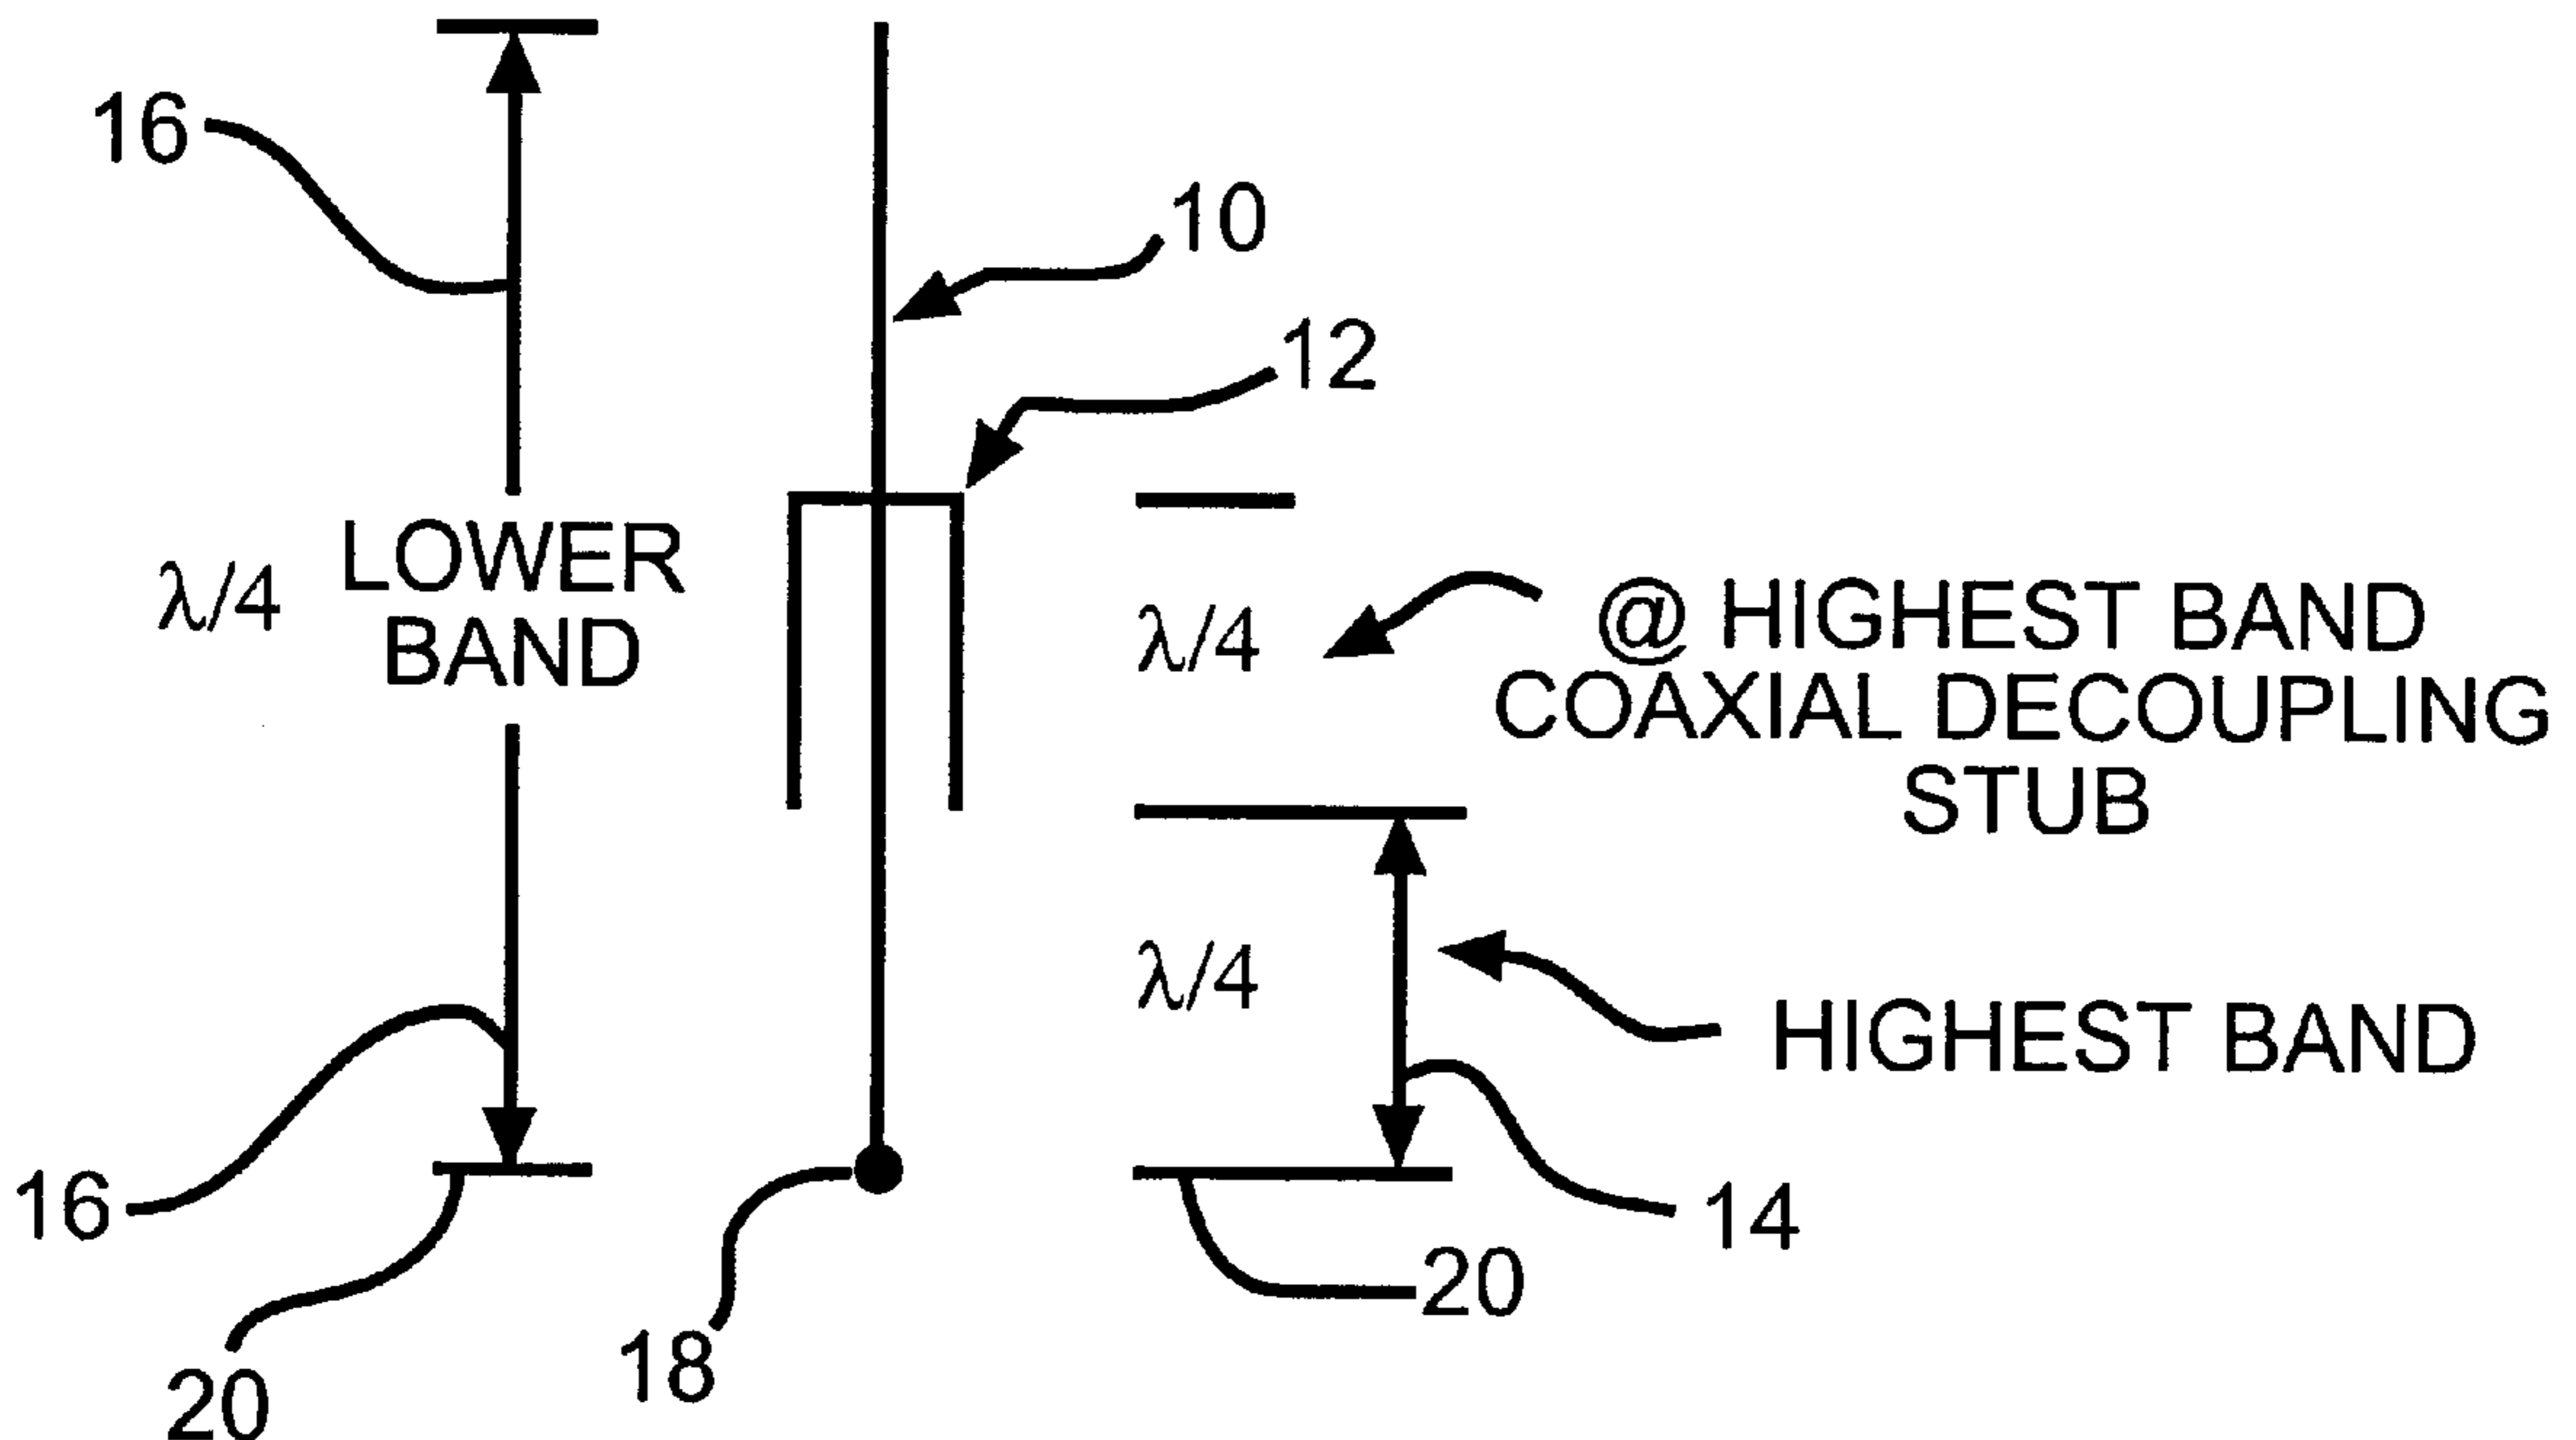 16
10
12
LOWER
BAND
λ/4
λ/4
@ HIGHEST BAND
COAXIAL DECOUPLING
STUB
λ/4
HIGHEST BAND
16
14
20
18
20